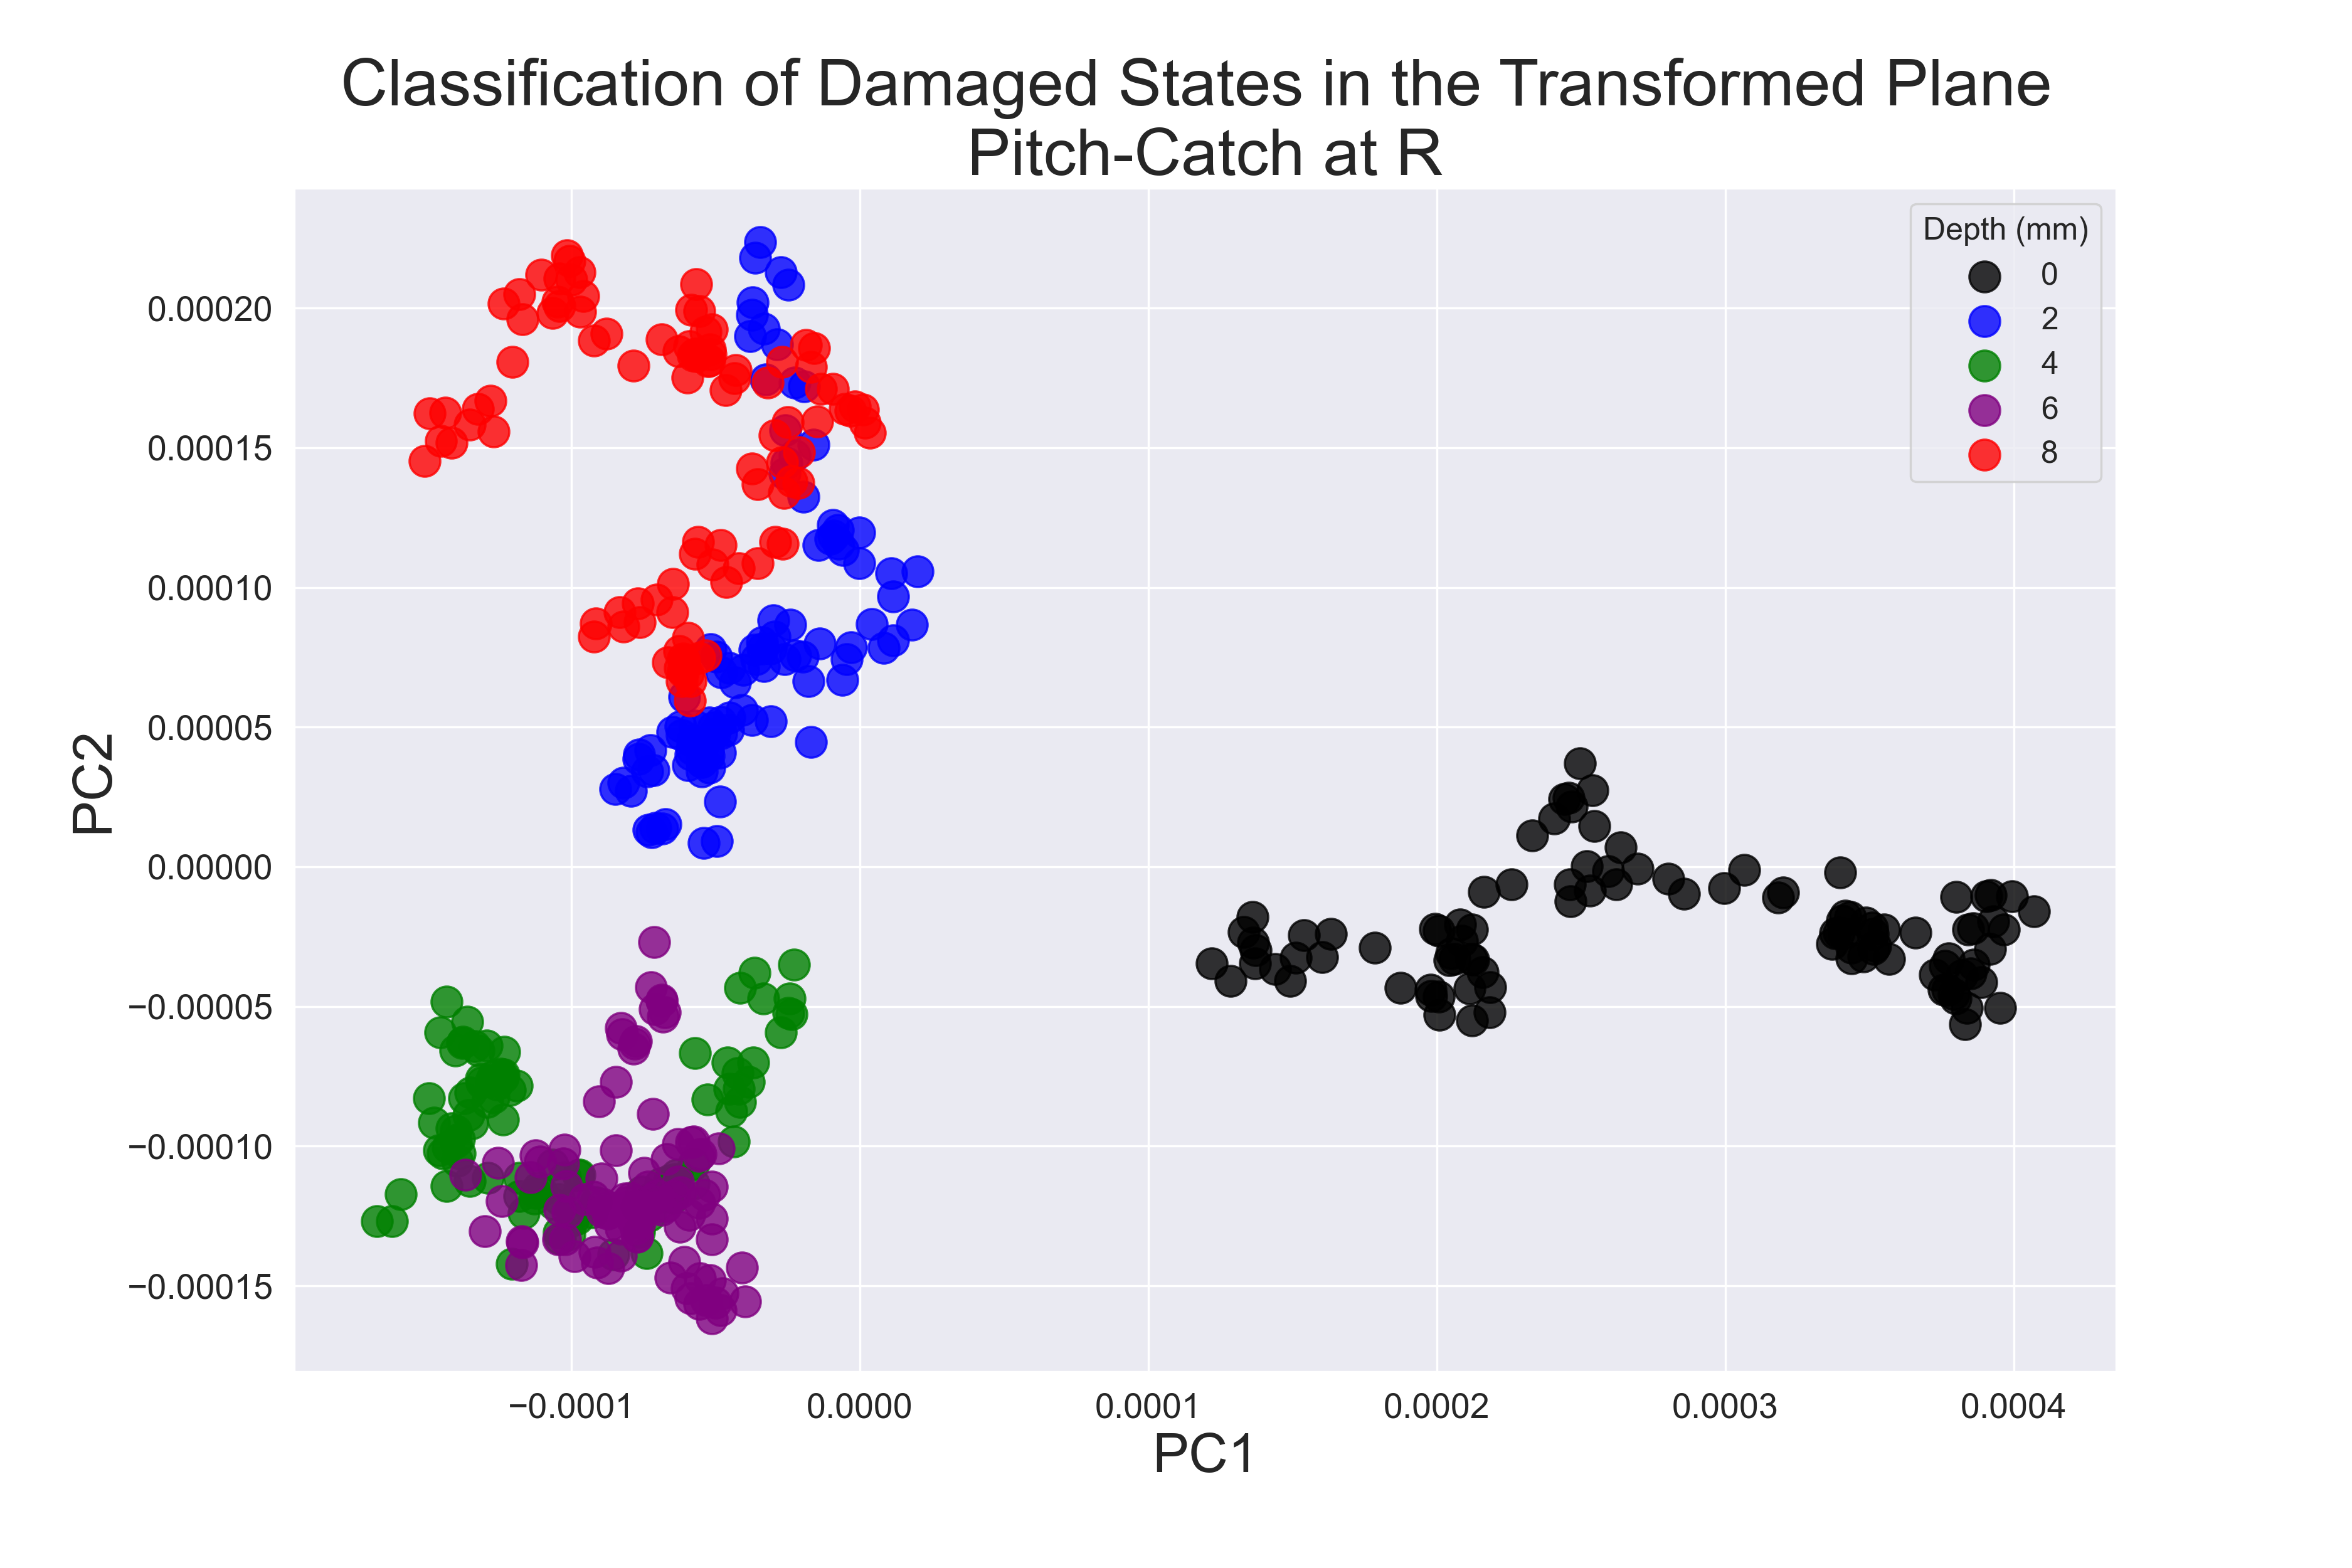 Classification of Damaged States in the Transformed Plane
Pitch-Catch at R
Depth (mm)
0
2
4
6
8
PC2
0.00020
0.00015
0.00010
0.00005
0.00000
−0.00005
−0.00010
−0.00015
−0.0001 0.0000 0.0001 0.0002 0.0003 0.0004
PC1